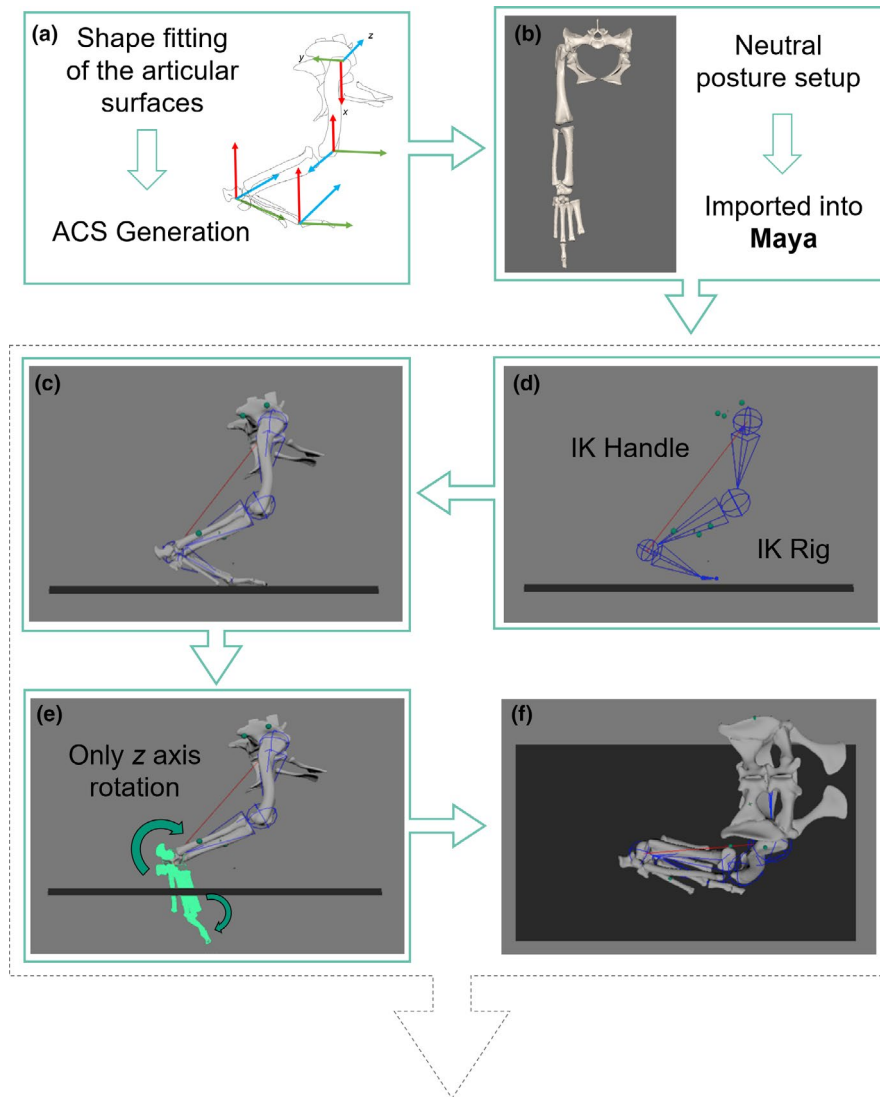 (a)
Shape fitting
of the articular
surfaces
ACS Generation
z
y
x
(b)
Neutral
posture setup
Imported into
Maya
(c)
(d)
IK Handle
IK Rig
(e)
Only z axis
rotation
(f)